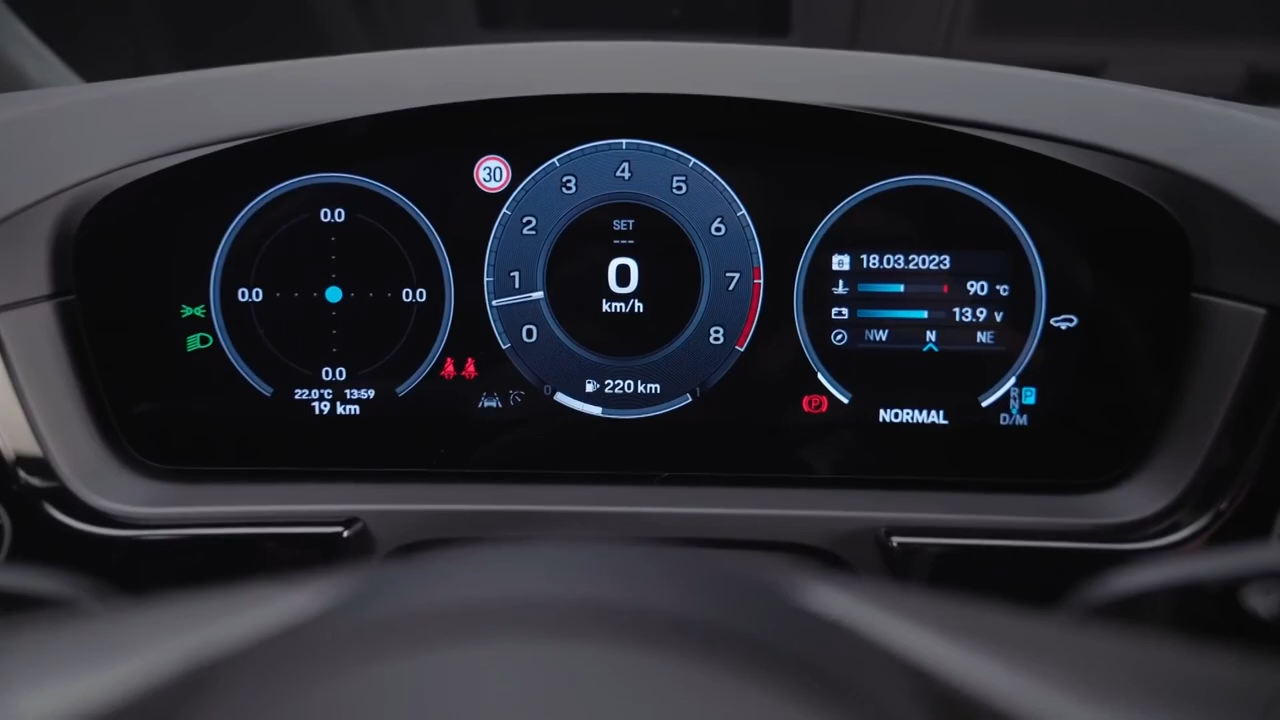 0.0
0.0 0.0
0.0
22.0°C 13:59
19 km
30
0 1 2 3 4 5 6 7 8
SET
---
0
km/h
220 km
0 1
18.03.2023
90 °C
13.9 V
NW N NE
NORMAL
P
R
P
N
D/M